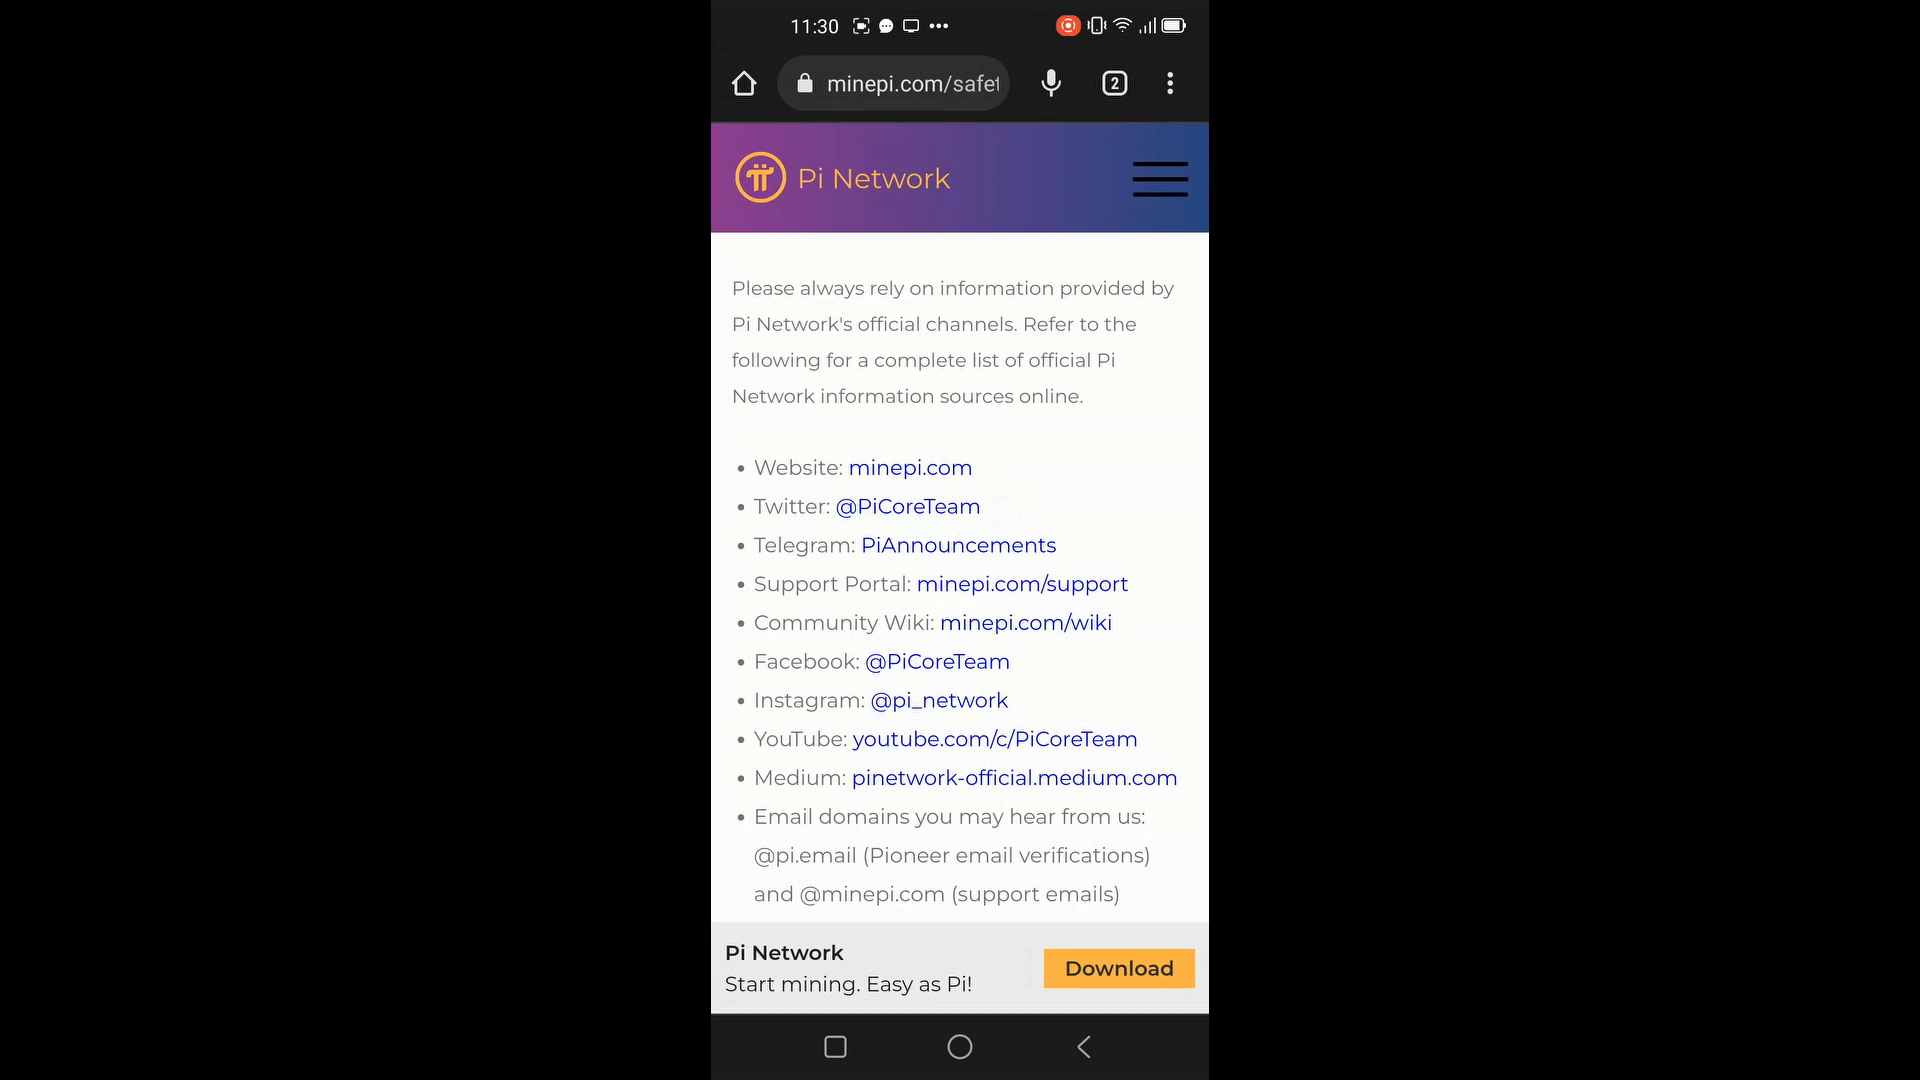 11:30
minepi.com/safet
2
Pi Network
Please always rely on information provided by
Pi Network's official channels. Refer to the
following for a complete list of official Pi
Network information sources online.
• Website: minepi.com
• Twitter: @PiCoreTeam
• Telegram: PiAnnouncements
• Support Portal: minepi.com/support
• Community Wiki: minepi.com/wiki
• Facebook: @PiCoreTeam
• Instagram: @pi_network
• YouTube: youtube.com/c/PiCoreTeam
• Medium: pinetwork-official.medium.com
• Email domains you may hear from us:
@pi.email (Pioneer email verifications)
and @minepi.com (support emails)
Pi Network
Start mining. Easy as Pi!
Download